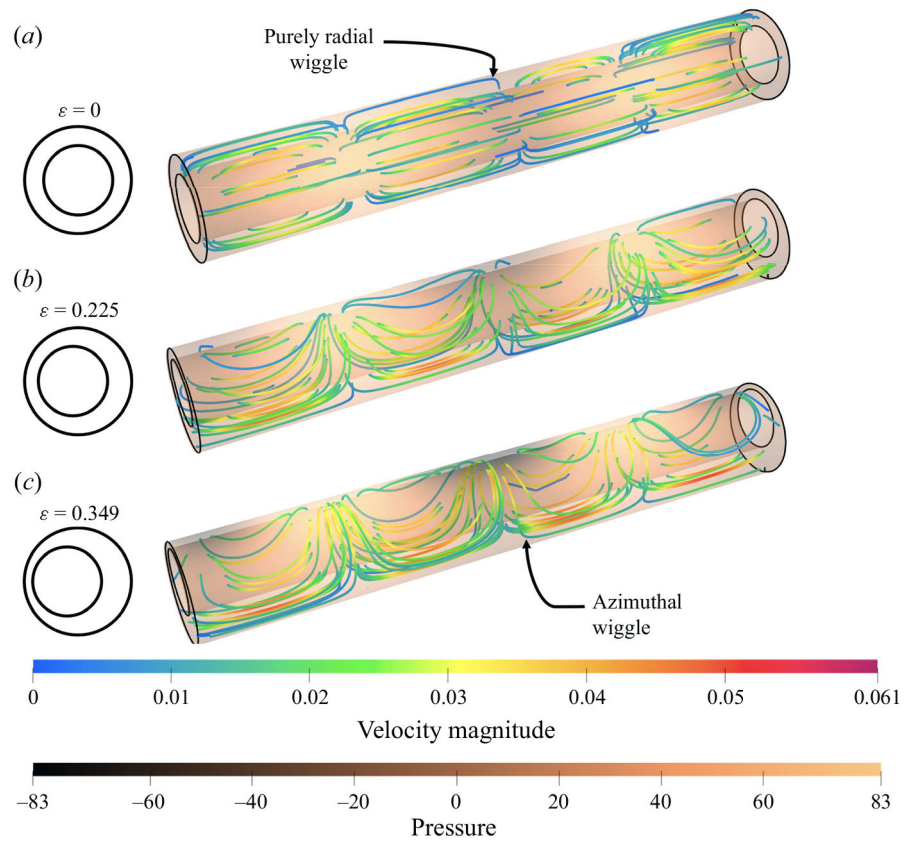 (a)
Purely radial
wiggle
ε = 0
(b)
ε = 0.225
(c)
ε = 0.349
Azimuthal
wiggle
0 0.01 0.02 0.03 0.04 0.05 0.061
Velocity magnitude
–83 –60 –40 –20 0 20 40 60 83
Pressure